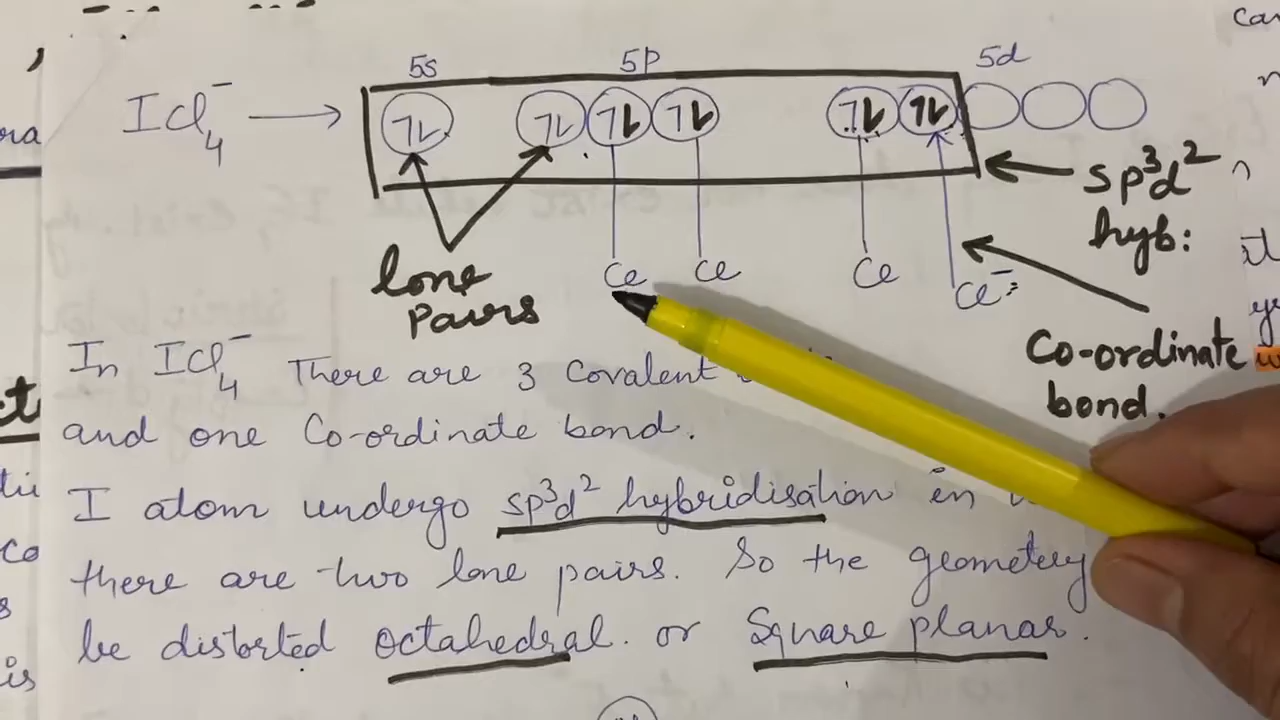 5s 5p 5d
ICl₄⁻ →
sp³d²
hyb:
Cl Cl Cl Cl⁻:
lone
pairs
Co-ordinate
bond.
In ICl₄⁻ There are 3 Covalent
and one Co-ordinate bond.
I atom undergo sp³d² hybridisation in
there are two lone pairs. So the geometry
be distorted octahedral. or Square planar.